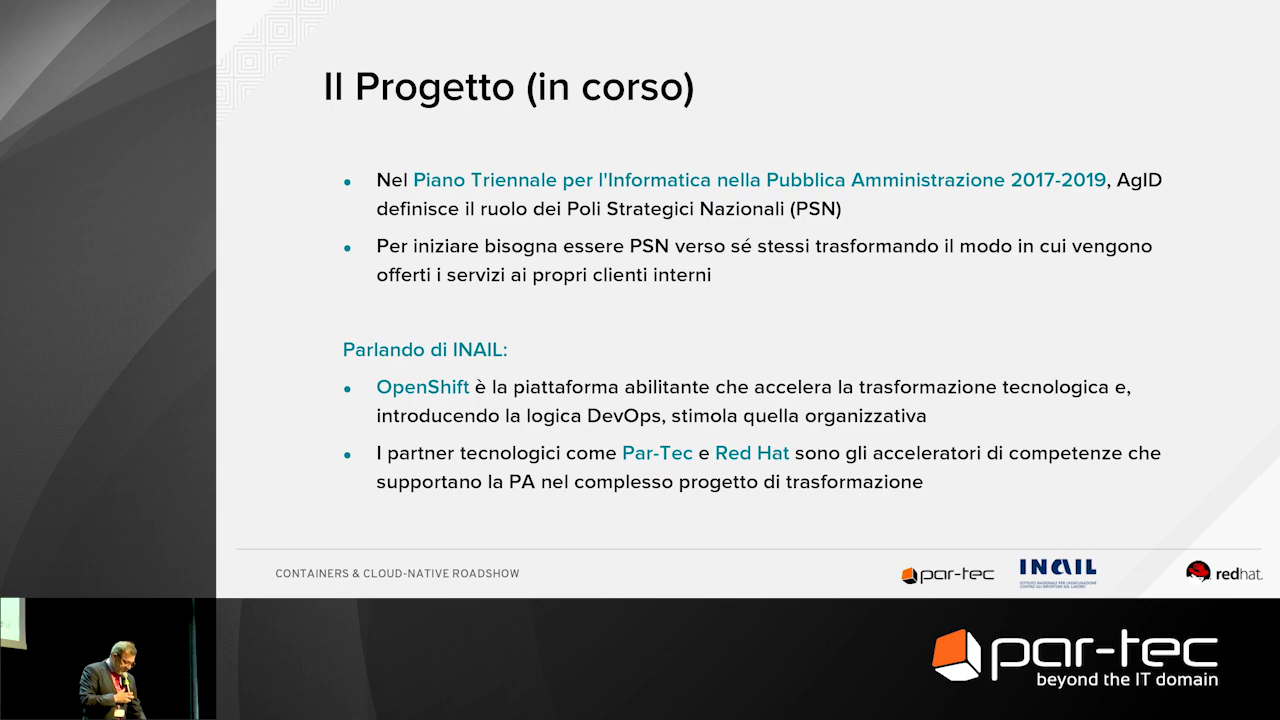 Il Progetto (in corso)
Nel Piano Triennale per l'Informatica nella Pubblica Amministrazione 2017-2019, AgID
definisce il ruolo dei Poli Strategici Nazionali (PSN)
Per iniziare bisogna essere PSN verso sé stessi trasformando il modo in cui vengono
offerti i servizi ai propri clienti interni
Parlando di INAIL:
OpenShift è la piattaforma abilitante che accelera la trasformazione tecnologica e,
introducendo la logica DevOps, stimola quella organizzativa
I partner tecnologici come Par-Tec e Red Hat sono gli acceleratori di competenze che
supportano la PA nel complesso progetto di trasformazione
CONTAINERS & CLOUD-NATIVE ROADSHOW
par-tec
INAIL
ISTITUTO NAZIONALE PER L'ASSICURAZIONE
CONTRO GLI INFORTUNI SUL LAVORO
redhat.
par-tec
beyond the IT domain